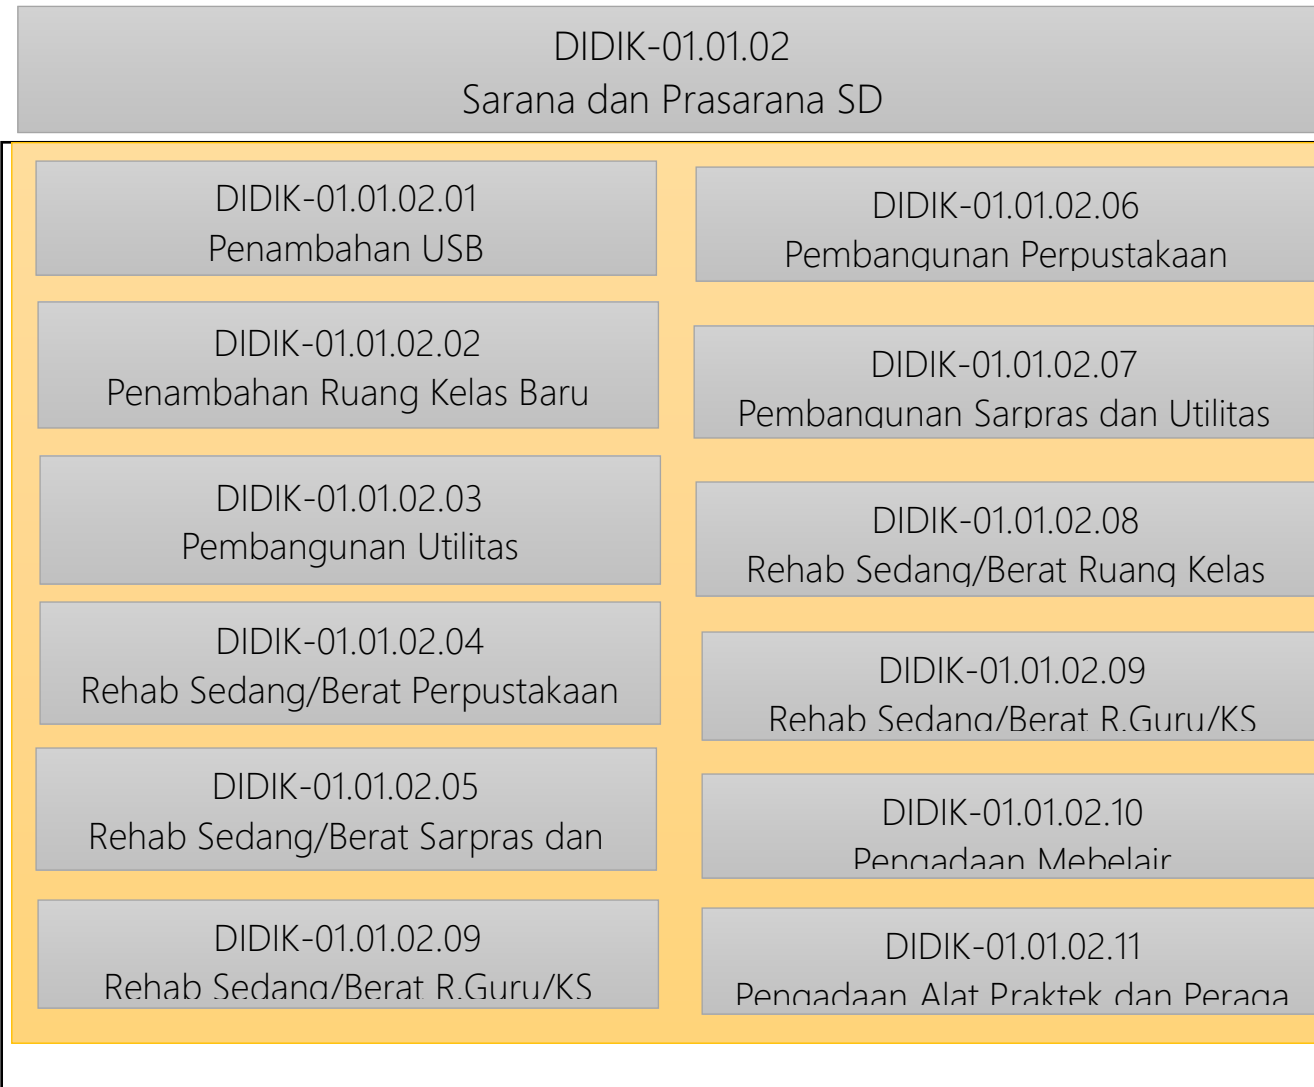 DIDIK-01.01.02
Sarana dan Prasarana SD
DIDIK-01.01.02.01
Penambahan USB
DIDIK-01.01.02.02
Penambahan Ruang Kelas Baru
DIDIK-01.01.02.03
Pembangunan Utilitas
DIDIK-01.01.02.04
Rehab Sedang/Berat Perpustakaan
DIDIK-01.01.02.05
Rehab Sedang/Berat Sarpras dan
DIDIK-01.01.02.09
Rehab Sedang/Berat R.Guru/KS
DIDIK-01.01.02.06
Pembangunan Perpustakaan
DIDIK-01.01.02.07
Pembangunan Sarpras dan Utilitas
DIDIK-01.01.02.08
Rehab Sedang/Berat Ruang Kelas
DIDIK-01.01.02.09
Rehab Sedang/Berat R.Guru/KS
DIDIK-01.01.02.10
Pengadaan Mebelair
DIDIK-01.01.02.11
Pengadaan Alat Praktek dan Peraga